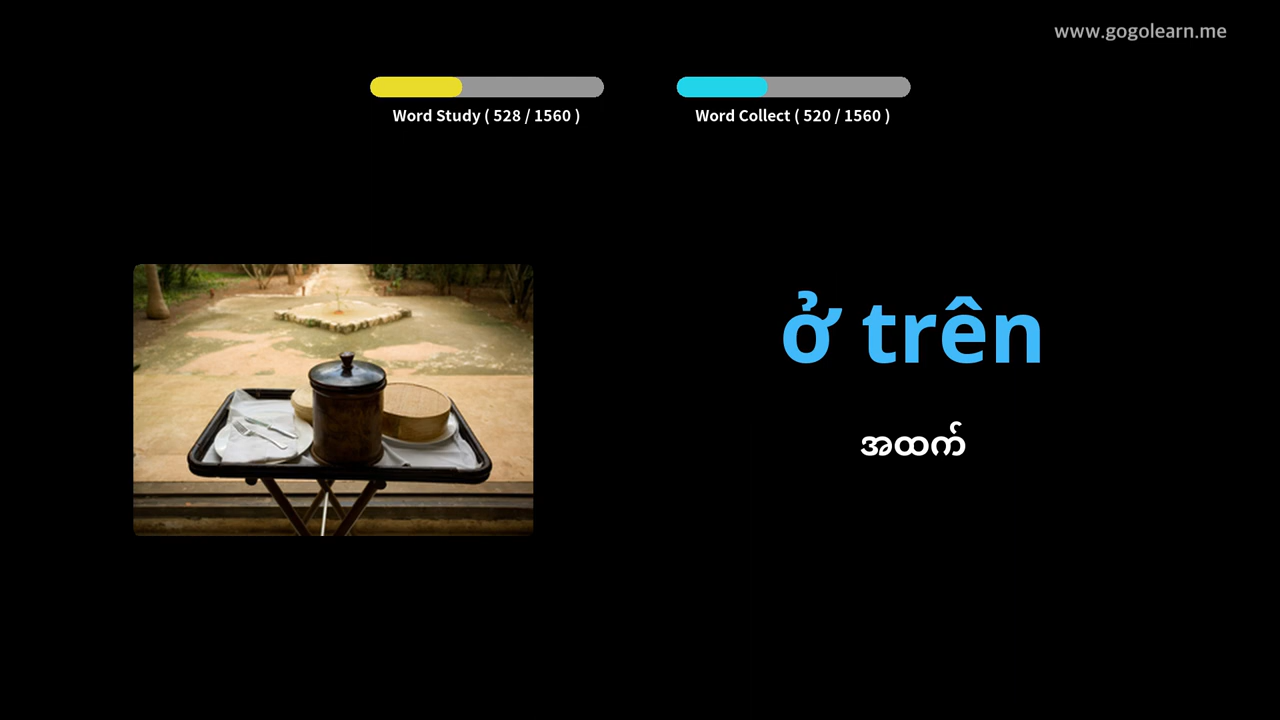 www.gogolearn.me
Word Study ( 528 / 1560 )
Word Collect ( 520 / 1560 )
ở trên
အထက်